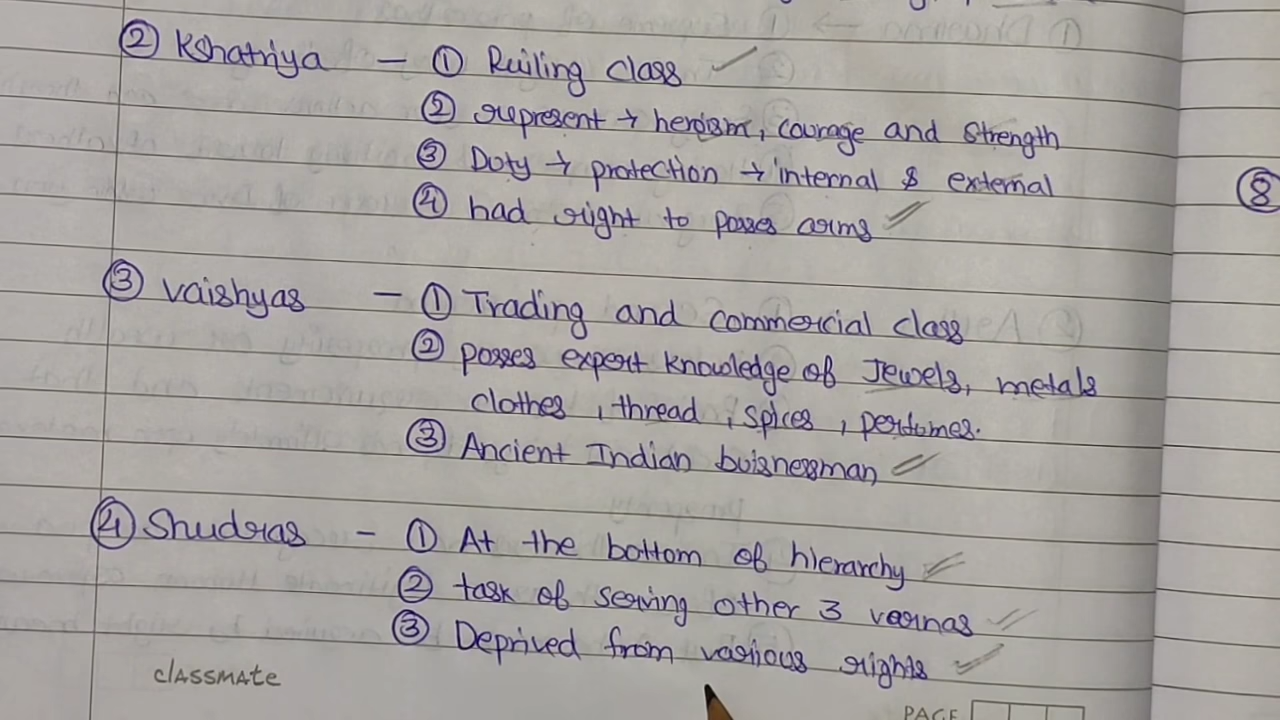 ② Kshatriya - ① Ruiling class
② represent → heroism, courage and strength
③ Duty → protection → internal & external
④ had right to posses arms
⑧
③ Vaishyas - ① Trading and commercial class
② posses expert knowledge of Jewels, metals
clothes, thread, spices, perfumes.
③ Ancient Indian buisnessman
④ Shudras - ① At the bottom of hierarchy
② task of serving other 3 veernas
③ Deprived from various rights
classmate
PAGE